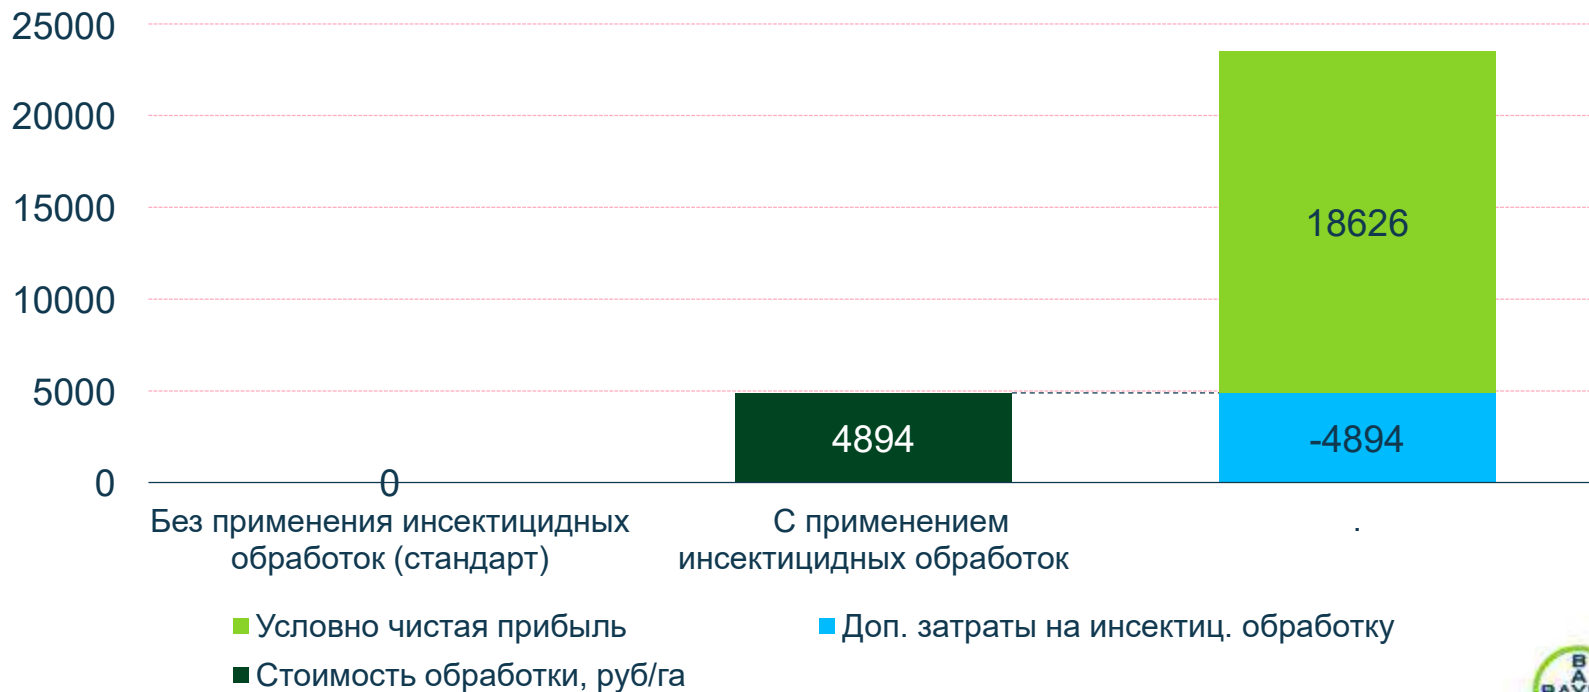 25000
20000
15000
10000
5000
0
18626
4894
-4894
0
Без применения инсектицидных
обработок (стандарт)
С применением
инсектицидных обработок
.
Условно чистая прибыль
Доп. затраты на инсектиц. обработку
Стоимость обработки, руб/га